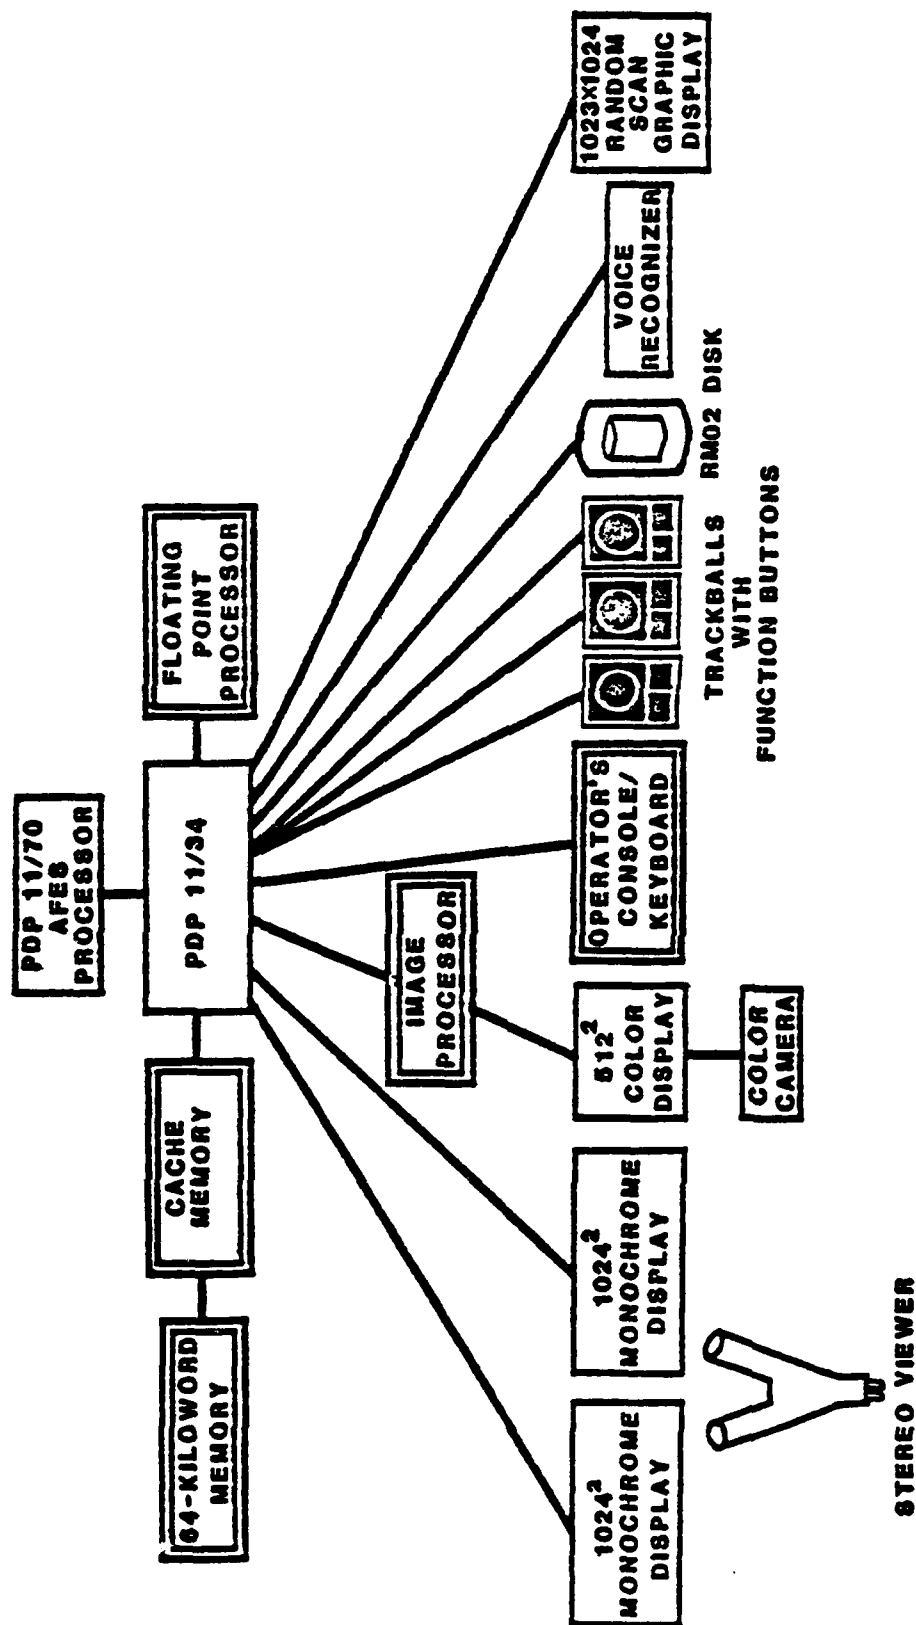 PDP 11/70
AFES
PROCESSOR
64-KILOWORD
MEMORY
CACHE
MEMORY
PDP 11/34
FLOATING
POINT
PROCESSOR
IMAGE
PROCESSOR
1024²
MONOCHROME
DISPLAY
1024²
MONOCHROME
DISPLAY
512²
COLOR
DISPLAY
OPERATOR'S
CONSOLE/
KEYBOARD
TRACKBALLS
WITH
FUNCTION BUTTONS
RM02 DISK
VOICE
RECOGNIZER
1023×1024
RANDOM
SCAN
GRAPHIC
DISPLAY
COLOR
CAMERA
STEREO VIEWER